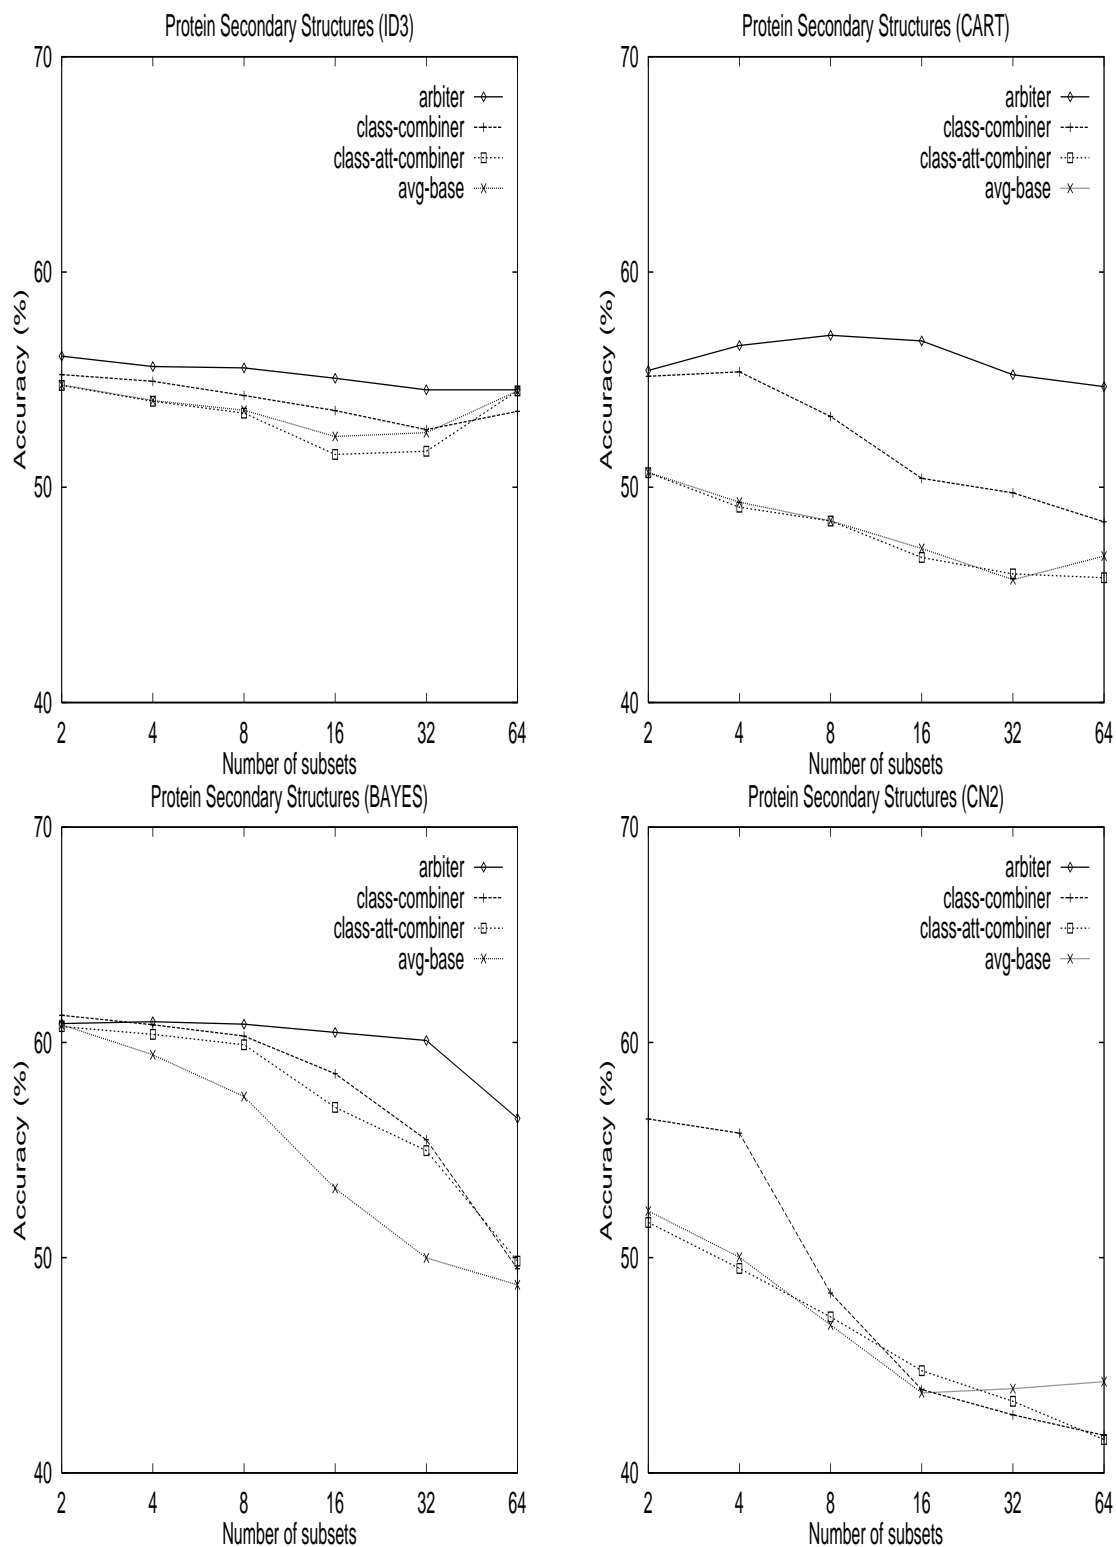 Protein Secondary Structures (ID3)
70
60
50
40
Accuracy (%)
arbiter
class-combiner
class-att-combiner
avg-base
2 4 8 16 32 64
Number of subsets
Protein Secondary Structures (CART)
70
60
50
40
Accuracy (%)
arbiter
class-combiner
class-att-combiner
avg-base
2 4 8 16 32 64
Number of subsets
Protein Secondary Structures (BAYES)
70
60
50
40
Accuracy (%)
arbiter
class-combiner
class-att-combiner
avg-base
2 4 8 16 32 64
Number of subsets
Protein Secondary Structures (CN2)
70
60
50
40
Accuracy (%)
arbiter
class-combiner
class-att-combiner
avg-base
2 4 8 16 32 64
Number of subsets